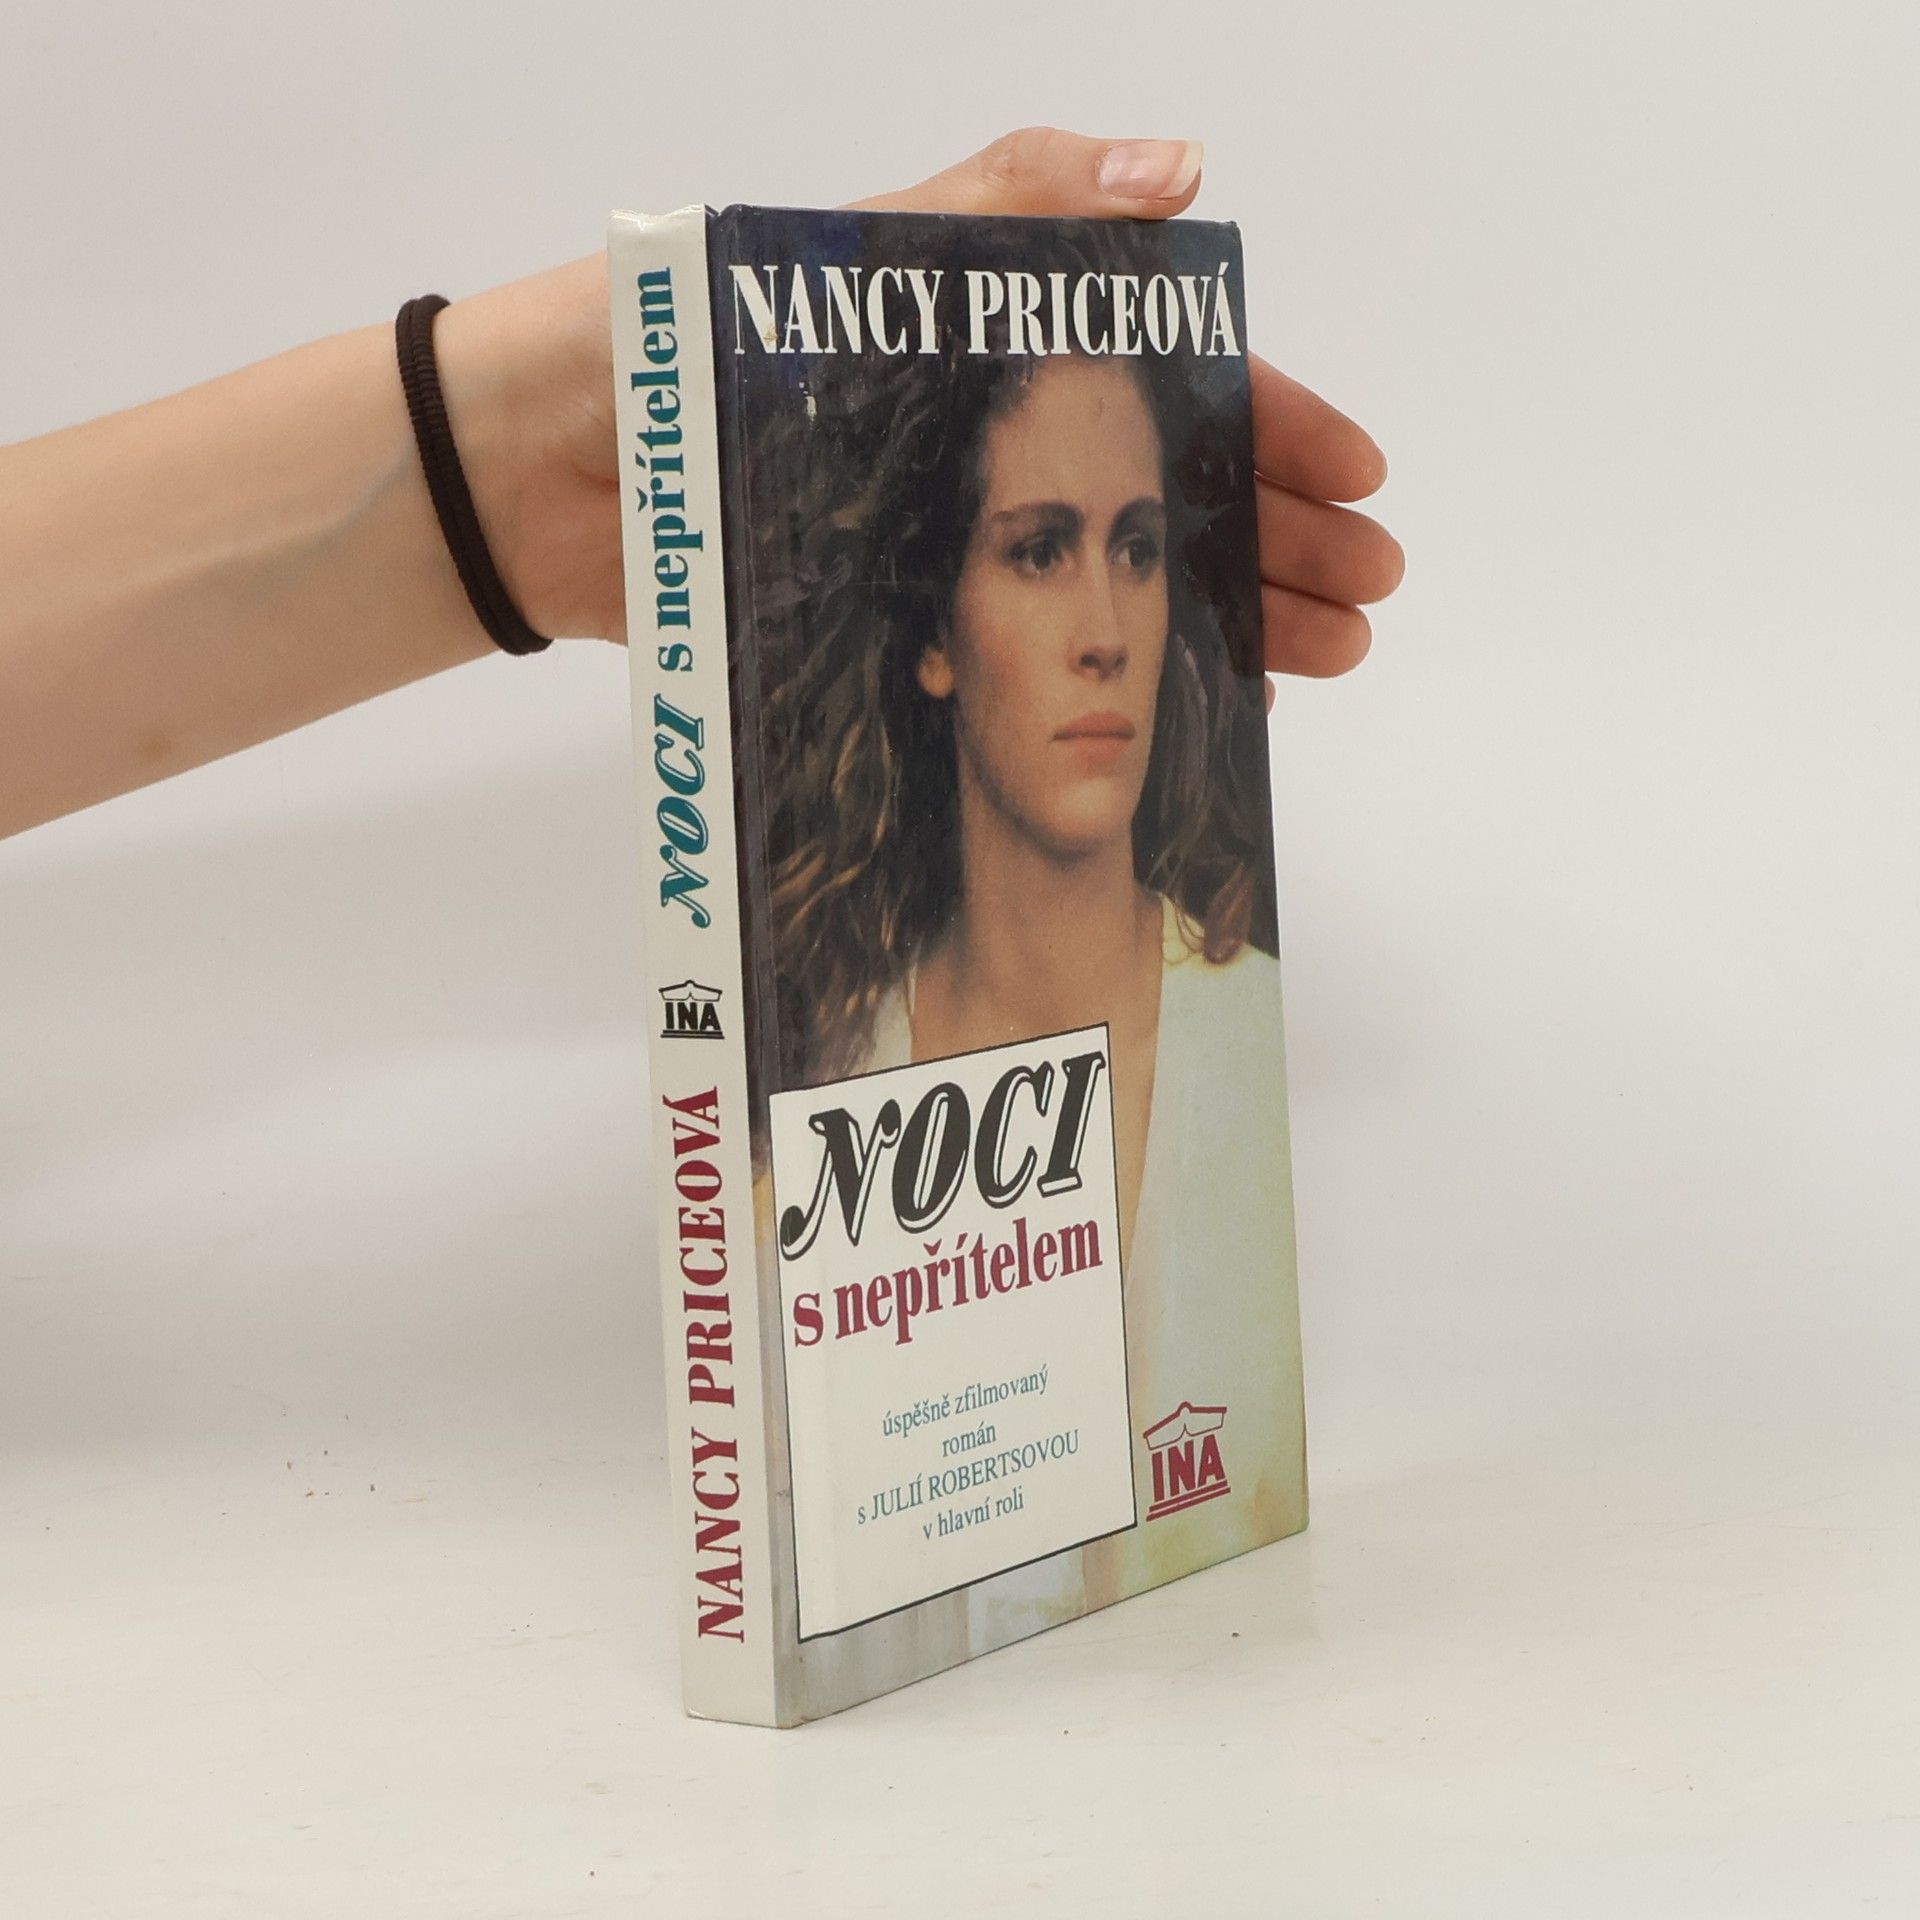 NANCY PRICEOVÁ
NOCI
s nepřítelem
úspěšně zfilmovaný
román
s JULIÍ ROBERTSOVOU
v hlavní roli
INA
NANCY PRICEOVÁ
INA
NOCI s nepřítelem